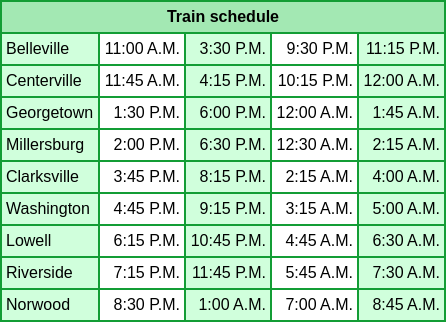 Train schedule
Belleville 11:00 A.M. 3:30 P.M. 9:30 P.M. 11:15 P.M.
Centerville 11:45 A.M. 4:15 P.M. 10:15 P.M. 12:00 A.M.
Georgetown 1:30 P.M. 6:00 P.M. 12:00 A.M. 1:45 A.M.
Millersburg 2:00 P.M. 6:30 P.M. 12:30 A.M. 2:15 A.M.
Clarksville 3:45 P.M. 8:15 P.M. 2:15 A.M. 4:00 A.M.
Washington 4:45 P.M. 9:15 P.M. 3:15 A.M. 5:00 A.M.
Lowell 6:15 P.M. 10:45 P.M. 4:45 A.M. 6:30 A.M.
Riverside 7:15 P.M. 11:45 P.M. 5:45 A.M. 7:30 A.M.
Norwood 8:30 P.M. 1:00 A.M. 7:00 A.M. 8:45 A.M.